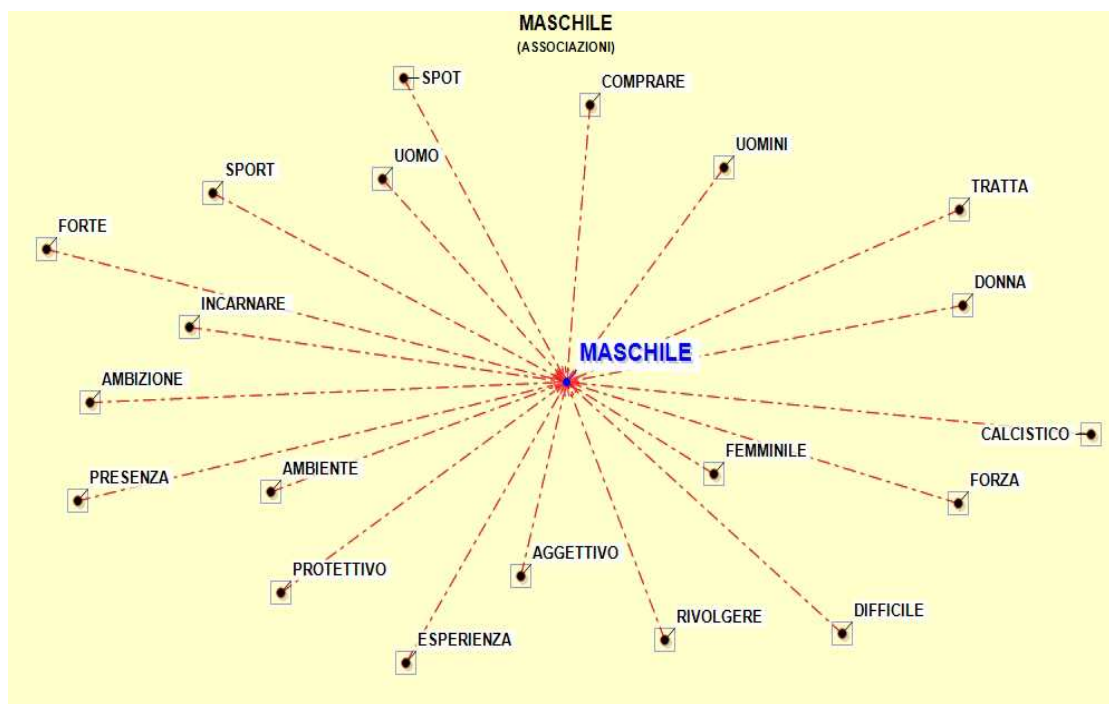 MASCHILE
(ASSOCIAZIONI)
SPOT
COMPRARE
UOMO
UOMINI
SPORT
TRATTA
FORTE
DONNA
INCARNARE
MASCHILE
AMBIZIONE
CALCISTICO
FEMMINILE
AMBIENTE
PRESENZA
FORZA
AGGETTIVO
PROTETTIVO
DIFFICILE
RIVOLGERE
ESPERIENZA